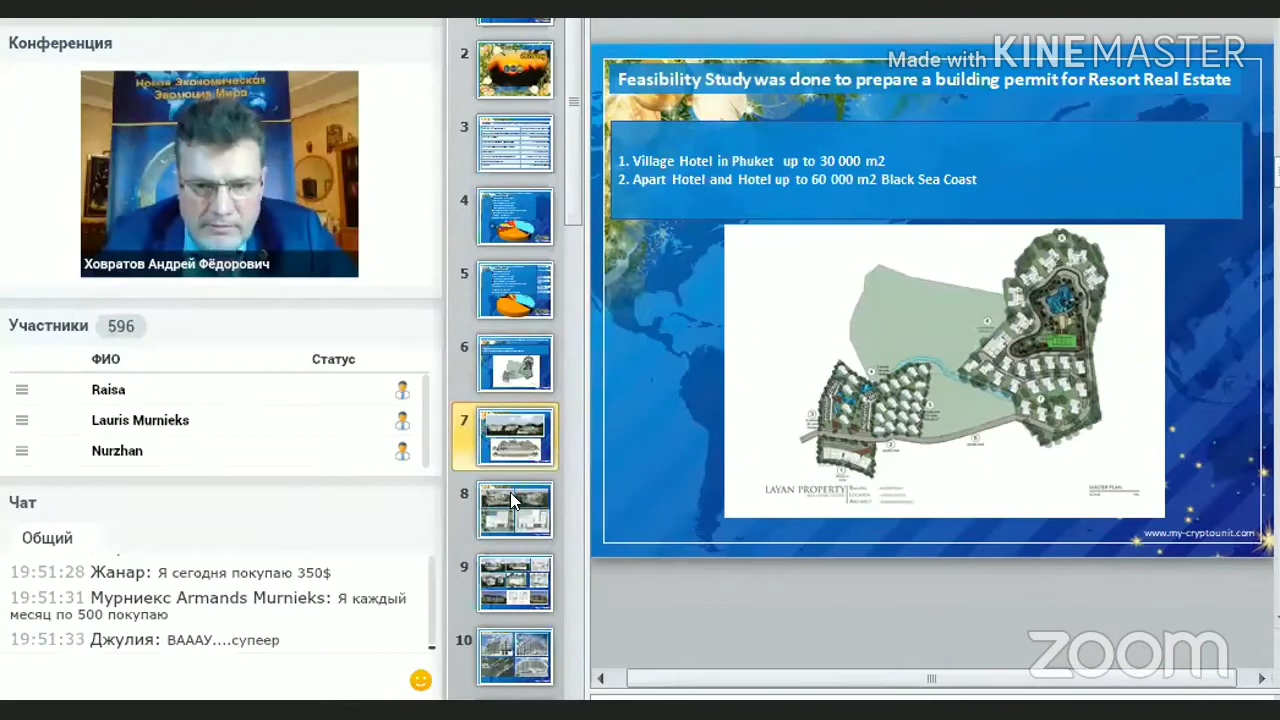 Конференция
Новая Экономическая
Эволюция Мира
Ховратов Андрей Фёдорович
Участники 596
ФИО Статус
Raisa
Lauris Murnieks
Nurzhan
Чат
Общий
19:51:28 Жанар: Я сегодня покупаю 350$
19:51:31 Мурниекс Armands Murnieks: Я каждый
месяц по 500 покупаю
19:51:33 Джулия: ВАААУ....супеер
2
3
4
5
6
7
8
9
10
Made with KINEMASTER
Feasibility Study was done to prepare a building permit for Resort Real Estate
1. Village Hotel in Phuket up to 30 000 m2
2. Apart Hotel and Hotel up to 60 000 m2 Black Sea Coast
LAYAN PROPERTY
MASTER PLAN
www.my-cryptounit.com
zoom